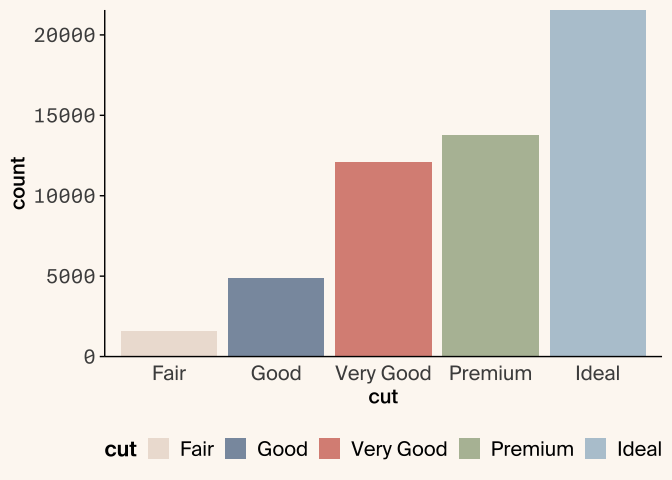 20000
15000
10000
5000
0
count
Fair Good Very Good Premium Ideal
cut
cut Fair Good Very Good Premium Ideal